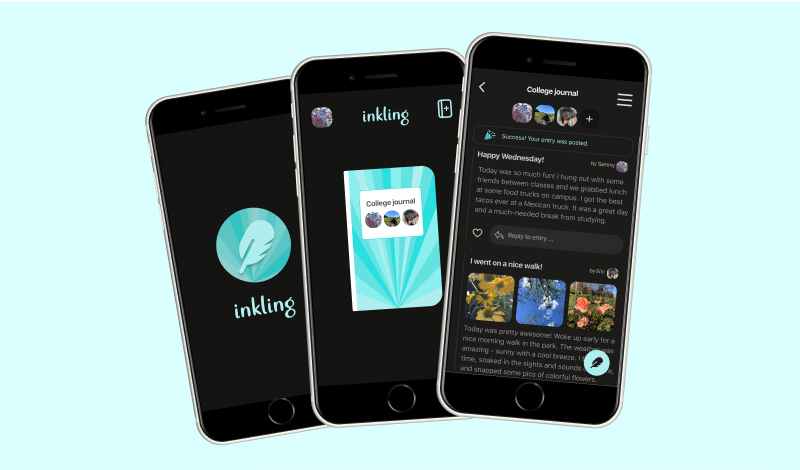 inkling
inkling
College journal
College journal
Success! Your entry was posted.
Happy Wednesday!
by Sammy
Today was so much fun! I hung out with some
friends between classes and we grabbed lunch
at some food trucks on campus. I got the best
tacos ever at a Mexican truck. It was a great day
and a much-needed break from studying.
Reply to entry ...
I went on a nice walk!
by Eric
Today was pretty awesome! Woke up early for a
nice morning walk in the park. The weather was
amazing - sunny with a cool breeze. I
time, soaked in the sights and sounds
and snapped some pics of colorful flowers.